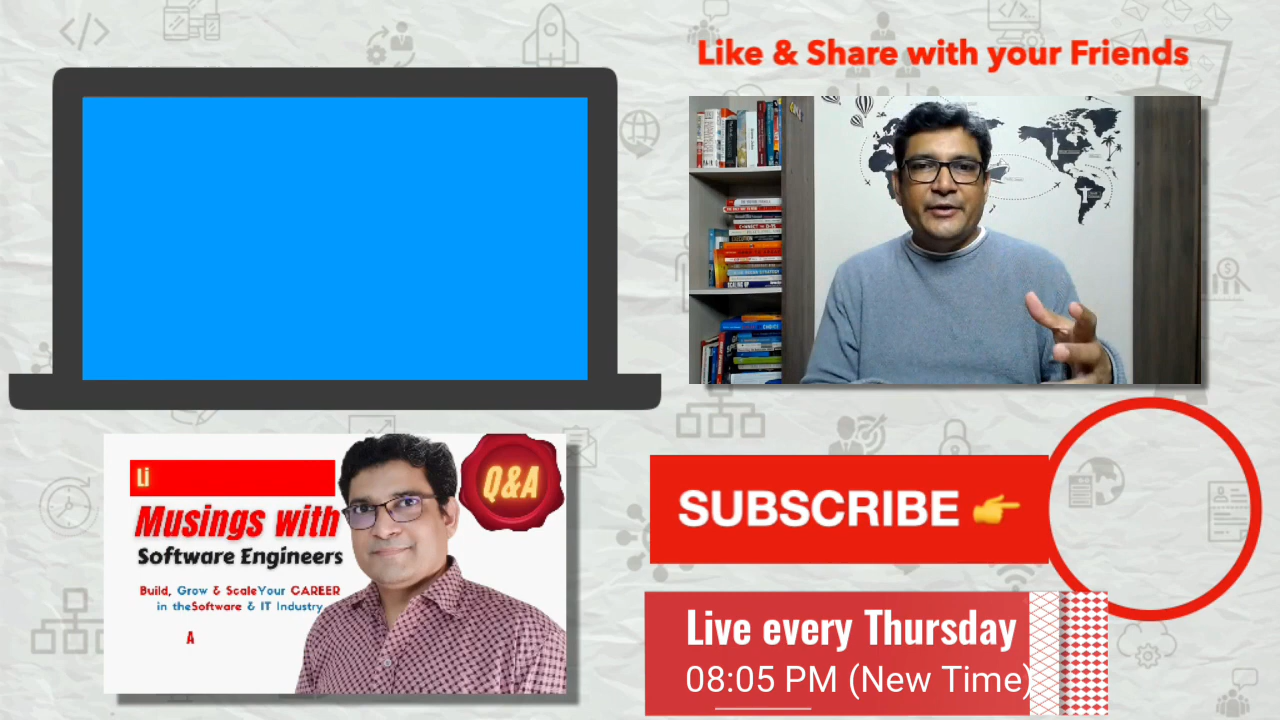 Like & Share with your Friends
Li
Q&A
Musings with
Software Engineers
Build, Grow & ScaleYour CAREER
in theSoftware & IT Industry
A
SUBSCRIBE
Live every Thursday
08:05 PM (New Time)